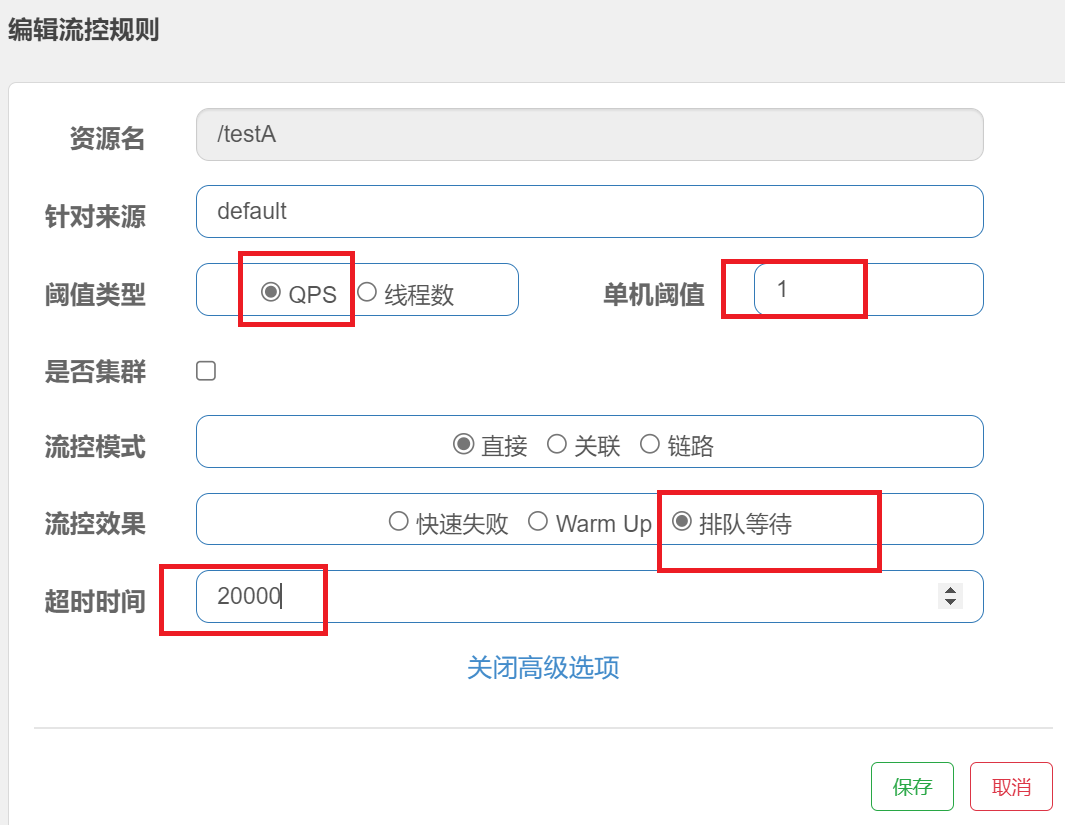 编辑流控规则
资源名 /testA
针对来源 default
阈值类型 QPS 线程数 单机阈值 1
是否集群
流控模式 直接 关联 链路
流控效果 快速失败 Warm Up 排队等待
超时时间 20000
关闭高级选项
保存 取消